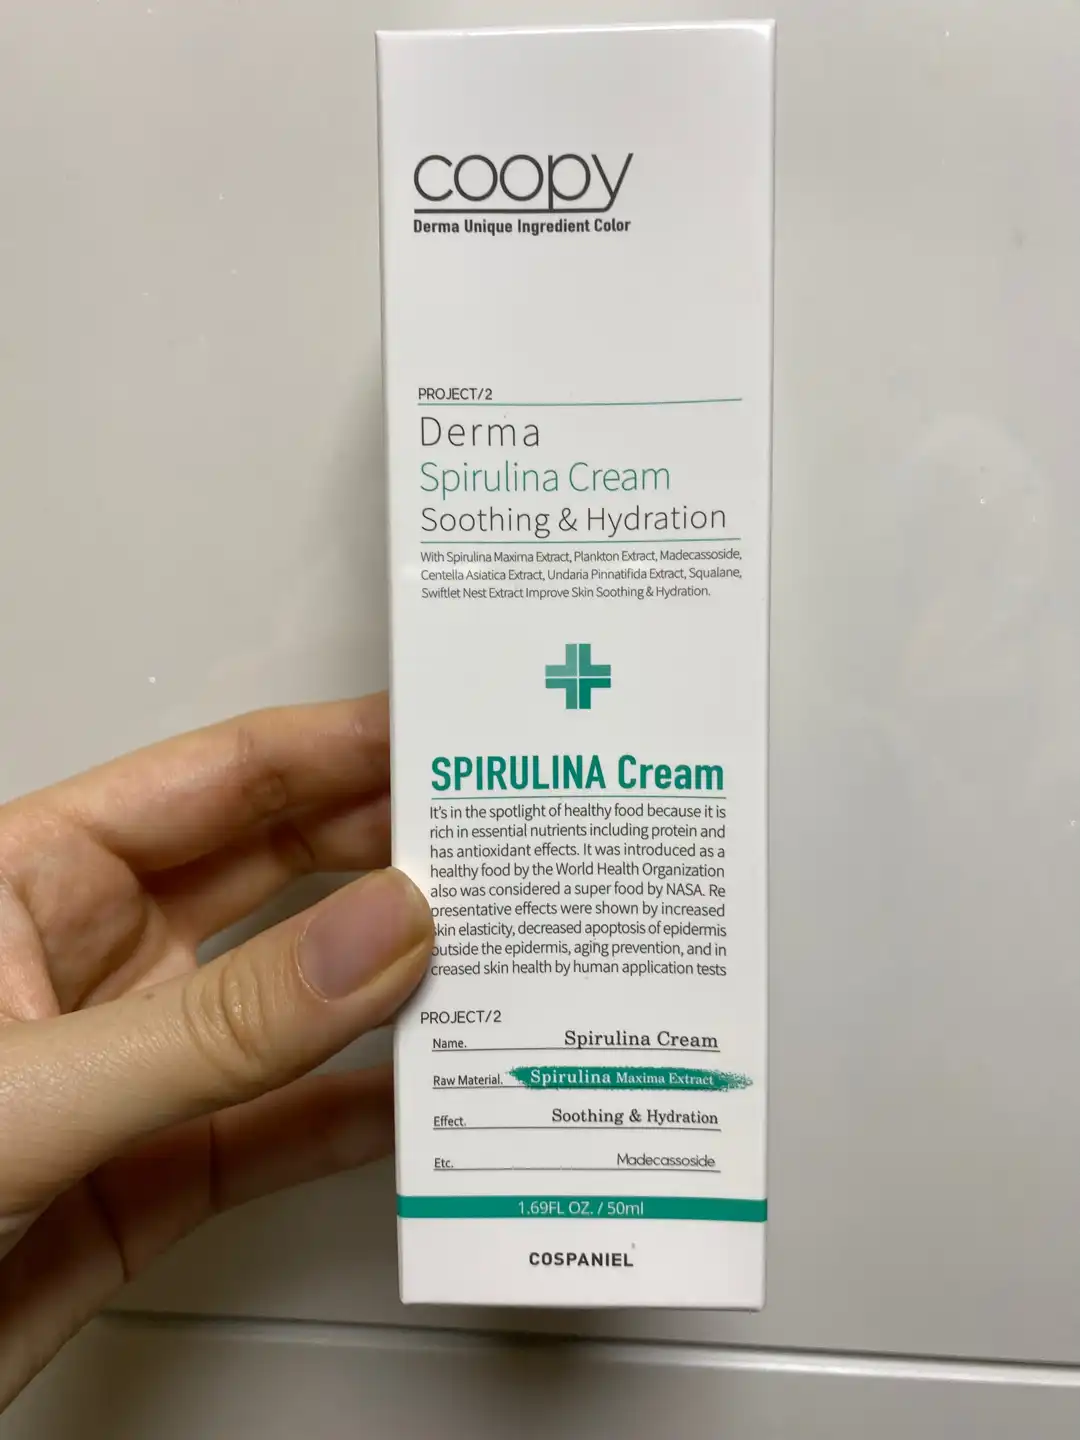 coopy
Derma Unique Ingredient Color
PROJECT/2
Derma
Spirulina Cream
Soothing & Hydration
With Spirulina Maxima Extract, Plankton Extract, Madecassoside,
Centella Asiatica Extract, Undaria Pinnatifida Extract, Squalane,
Swiftlet Nest Extract Improve Skin Soothing & Hydration.
SPIRULINA Cream
It's in the spotlight of healthy food because it is
rich in essential nutrients including protein and
has antioxidant effects. It was introduced as a
healthy food by the World Health Organization
also was considered a super food by NASA. Re
presentative effects were shown by increased
skin elasticity, decreased apoptosis of epidermis
outside the epidermis, aging prevention, and in
creased skin health by human application tests
PROJECT/2
Name. Spirulina Cream
Raw Material. Spirulina Maxima Extract
Effect. Soothing & Hydration
Etc. Madecassoside
1.69FL OZ. / 50ml
COSPANIEL